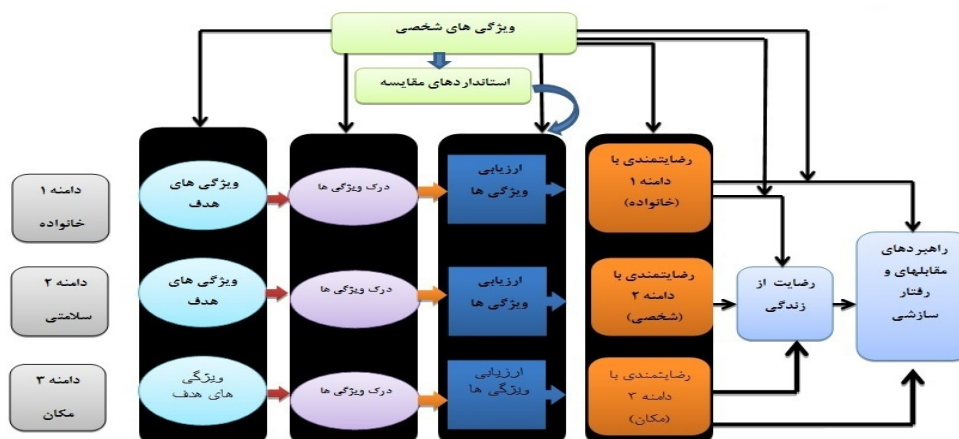 ویژگی های شخصی
استانداردهای مقایسه
دامنه ۱
خانواده
ویژگی های
هدف
درک ویژگی ها
ارزیابی
ویژگی ها
رضایتمندی با
دامنه ۱
(خانواده)
دامنه ۲
سلامتی
ویژگی های
هدف
درک ویژگی ها
ارزیابی
ویژگی ها
رضایتمندی با
دامنه ۲
(شخصی)
رضایت از
زندگی
راهبردهای
مقابلهای و
رفتار
سازشی
دامنه ۳
مکان
ویژگی
های هدف
درک ویژگی ها
ارزیابی
ویژگی ها
رضایتمندی با
دامنه ۳
(مکان)